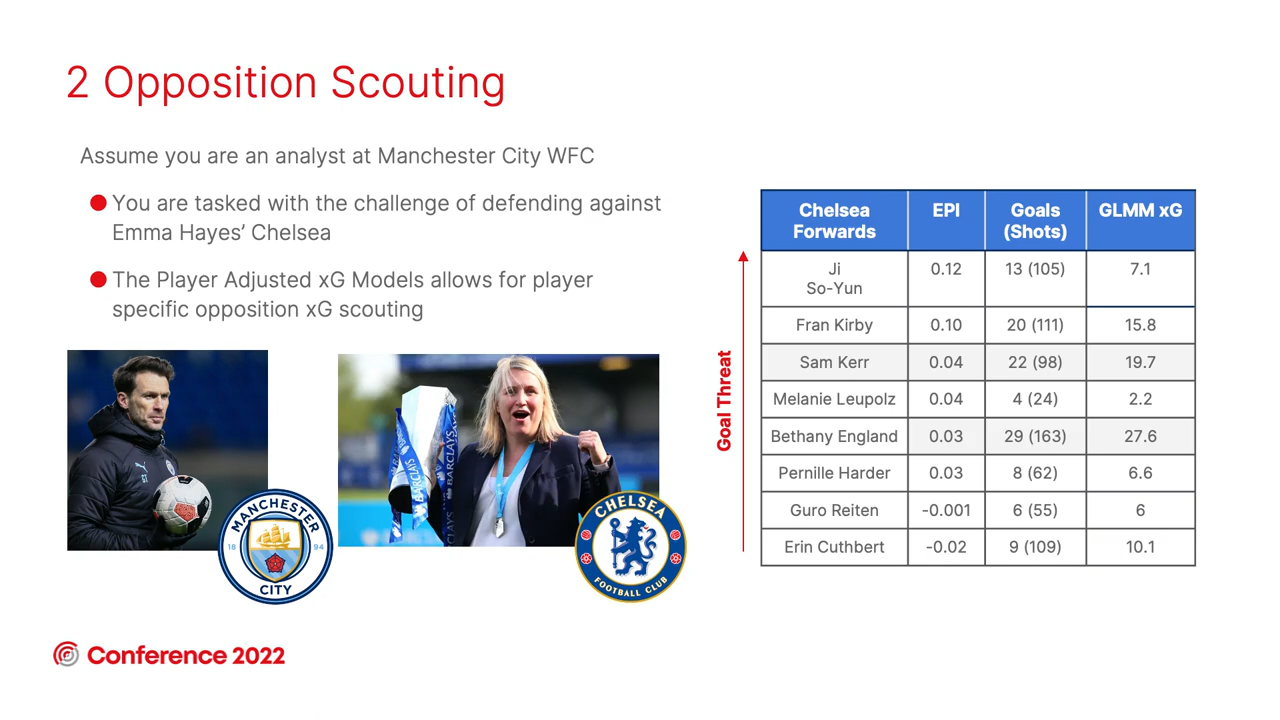 2 Opposition Scouting
Assume you are an analyst at Manchester City WFC
You are tasked with the challenge of defending against
Emma Hayes' Chelsea
The Player Adjusted xG Models allows for player
specific opposition xG scouting
MANCHESTER
18 94
CITY
BARCLAYS
BARCLAYS
CHELSEA
FOOTBALL CLUB
Goal Threat
Chelsea Forwards EPI Goals (Shots) GLMM xG
Ji So-Yun 0.12 13 (105) 7.1
Fran Kirby 0.10 20 (111) 15.8
Sam Kerr 0.04 22 (98) 19.7
Melanie Leupolz 0.04 4 (24) 2.2
Bethany England 0.03 29 (163) 27.6
Pernille Harder 0.03 8 (62) 6.6
Guro Reiten -0.001 6 (55) 6
Erin Cuthbert -0.02 9 (109) 10.1
Conference 2022